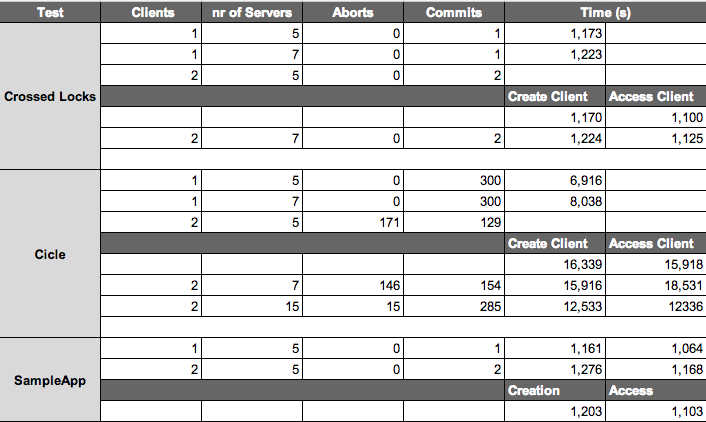 Test Clients nr of Servers Aborts Commits Time (s)
1 5 0 1 1,173
1 7 0 1 1,223
2 5 0 2
Crossed Locks Create Client Access Client
1,170 1,100
2 7 0 2 1,224 1,125
1 5 0 300 6,916
1 7 0 300 8,038
2 5 171 129
Create Client Access Client
Cicle
16,339 15,918
2 7 146 154 15,916 18,531
2 15 15 285 12,533 12336
1 5 0 1 1,161 1,064
2 5 0 2 1,276 1,168
SampleApp
Creation Access
1,203 1,103